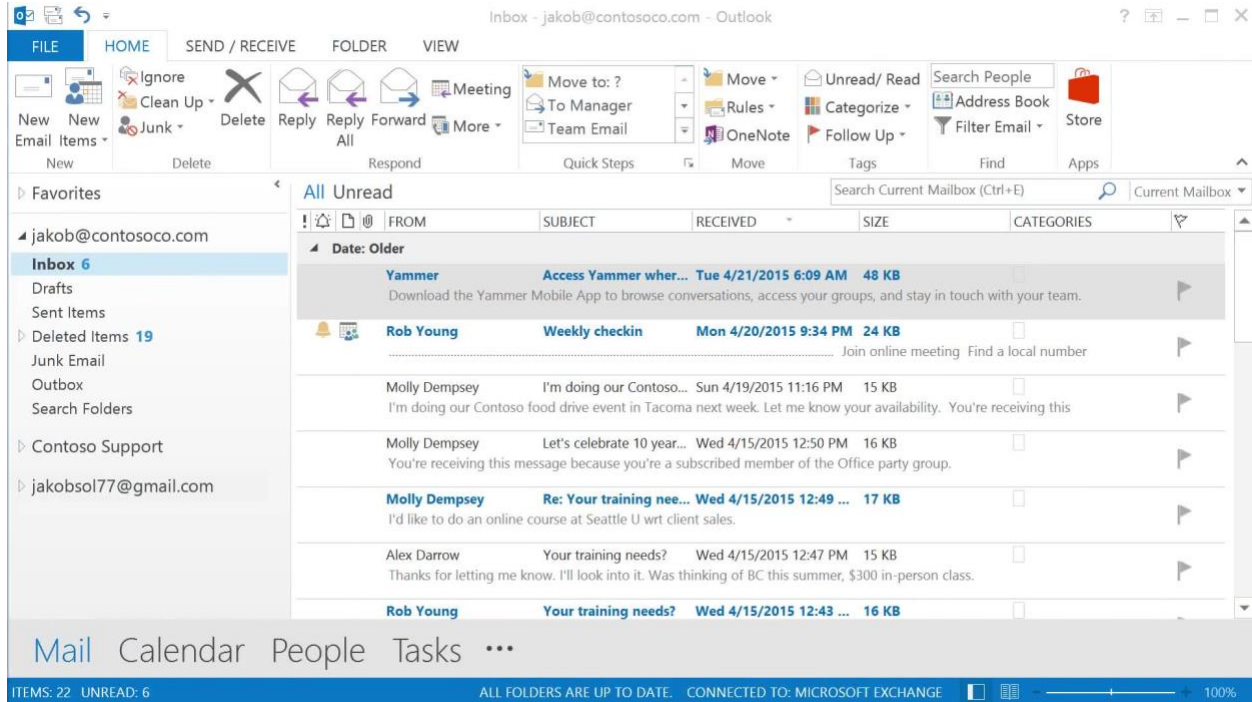 Inbox - jakob@contosoco.com - Outlook
FILE HOME SEND / RECEIVE FOLDER VIEW
New Email
New Items
New
Ignore
Clean Up
Junk
Delete
Delete
Reply
Reply All
Forward
Meeting
More
Respond
Move to: ?
To Manager
Team Email
Quick Steps
Move
Rules
OneNote
Move
Unread/ Read
Categorize
Follow Up
Tags
Search People
Address Book
Filter Email
Find
Store
Apps
Favorites
jakob@contosoco.com
Inbox 6
Drafts
Sent Items
Deleted Items 19
Junk Email
Outbox
Search Folders
Contoso Support
jakobsol77@gmail.com
All Unread
Search Current Mailbox (Ctrl+E) Current Mailbox
FROM SUBJECT RECEIVED SIZE CATEGORIES
Date: Older
Yammer Access Yammer wher... Tue 4/21/2015 6:09 AM 48 KB
Download the Yammer Mobile App to browse conversations, access your groups, and stay in touch with your team.
Rob Young Weekly checkin Mon 4/20/2015 9:34 PM 24 KB
Join online meeting Find a local number
Molly Dempsey I'm doing our Contoso... Sun 4/19/2015 11:16 PM 15 KB
I'm doing our Contoso food drive event in Tacoma next week. Let me know your availability. You're receiving this
Molly Dempsey Let's celebrate 10 year... Wed 4/15/2015 12:50 PM 16 KB
You're receiving this message because you're a subscribed member of the Office party group.
Molly Dempsey Re: Your training nee... Wed 4/15/2015 12:49 ... 17 KB
I'd like to do an online course at Seattle U wrt client sales.
Alex Darrow Your training needs? Wed 4/15/2015 12:47 PM 15 KB
Thanks for letting me know. I'll look into it. Was thinking of BC this summer, $300 in-person class.
Rob Young Your training needs? Wed 4/15/2015 12:43 ... 16 KB
Mail Calendar People Tasks •••
ITEMS: 22 UNREAD: 6 ALL FOLDERS ARE UP TO DATE. CONNECTED TO: MICROSOFT EXCHANGE 100%